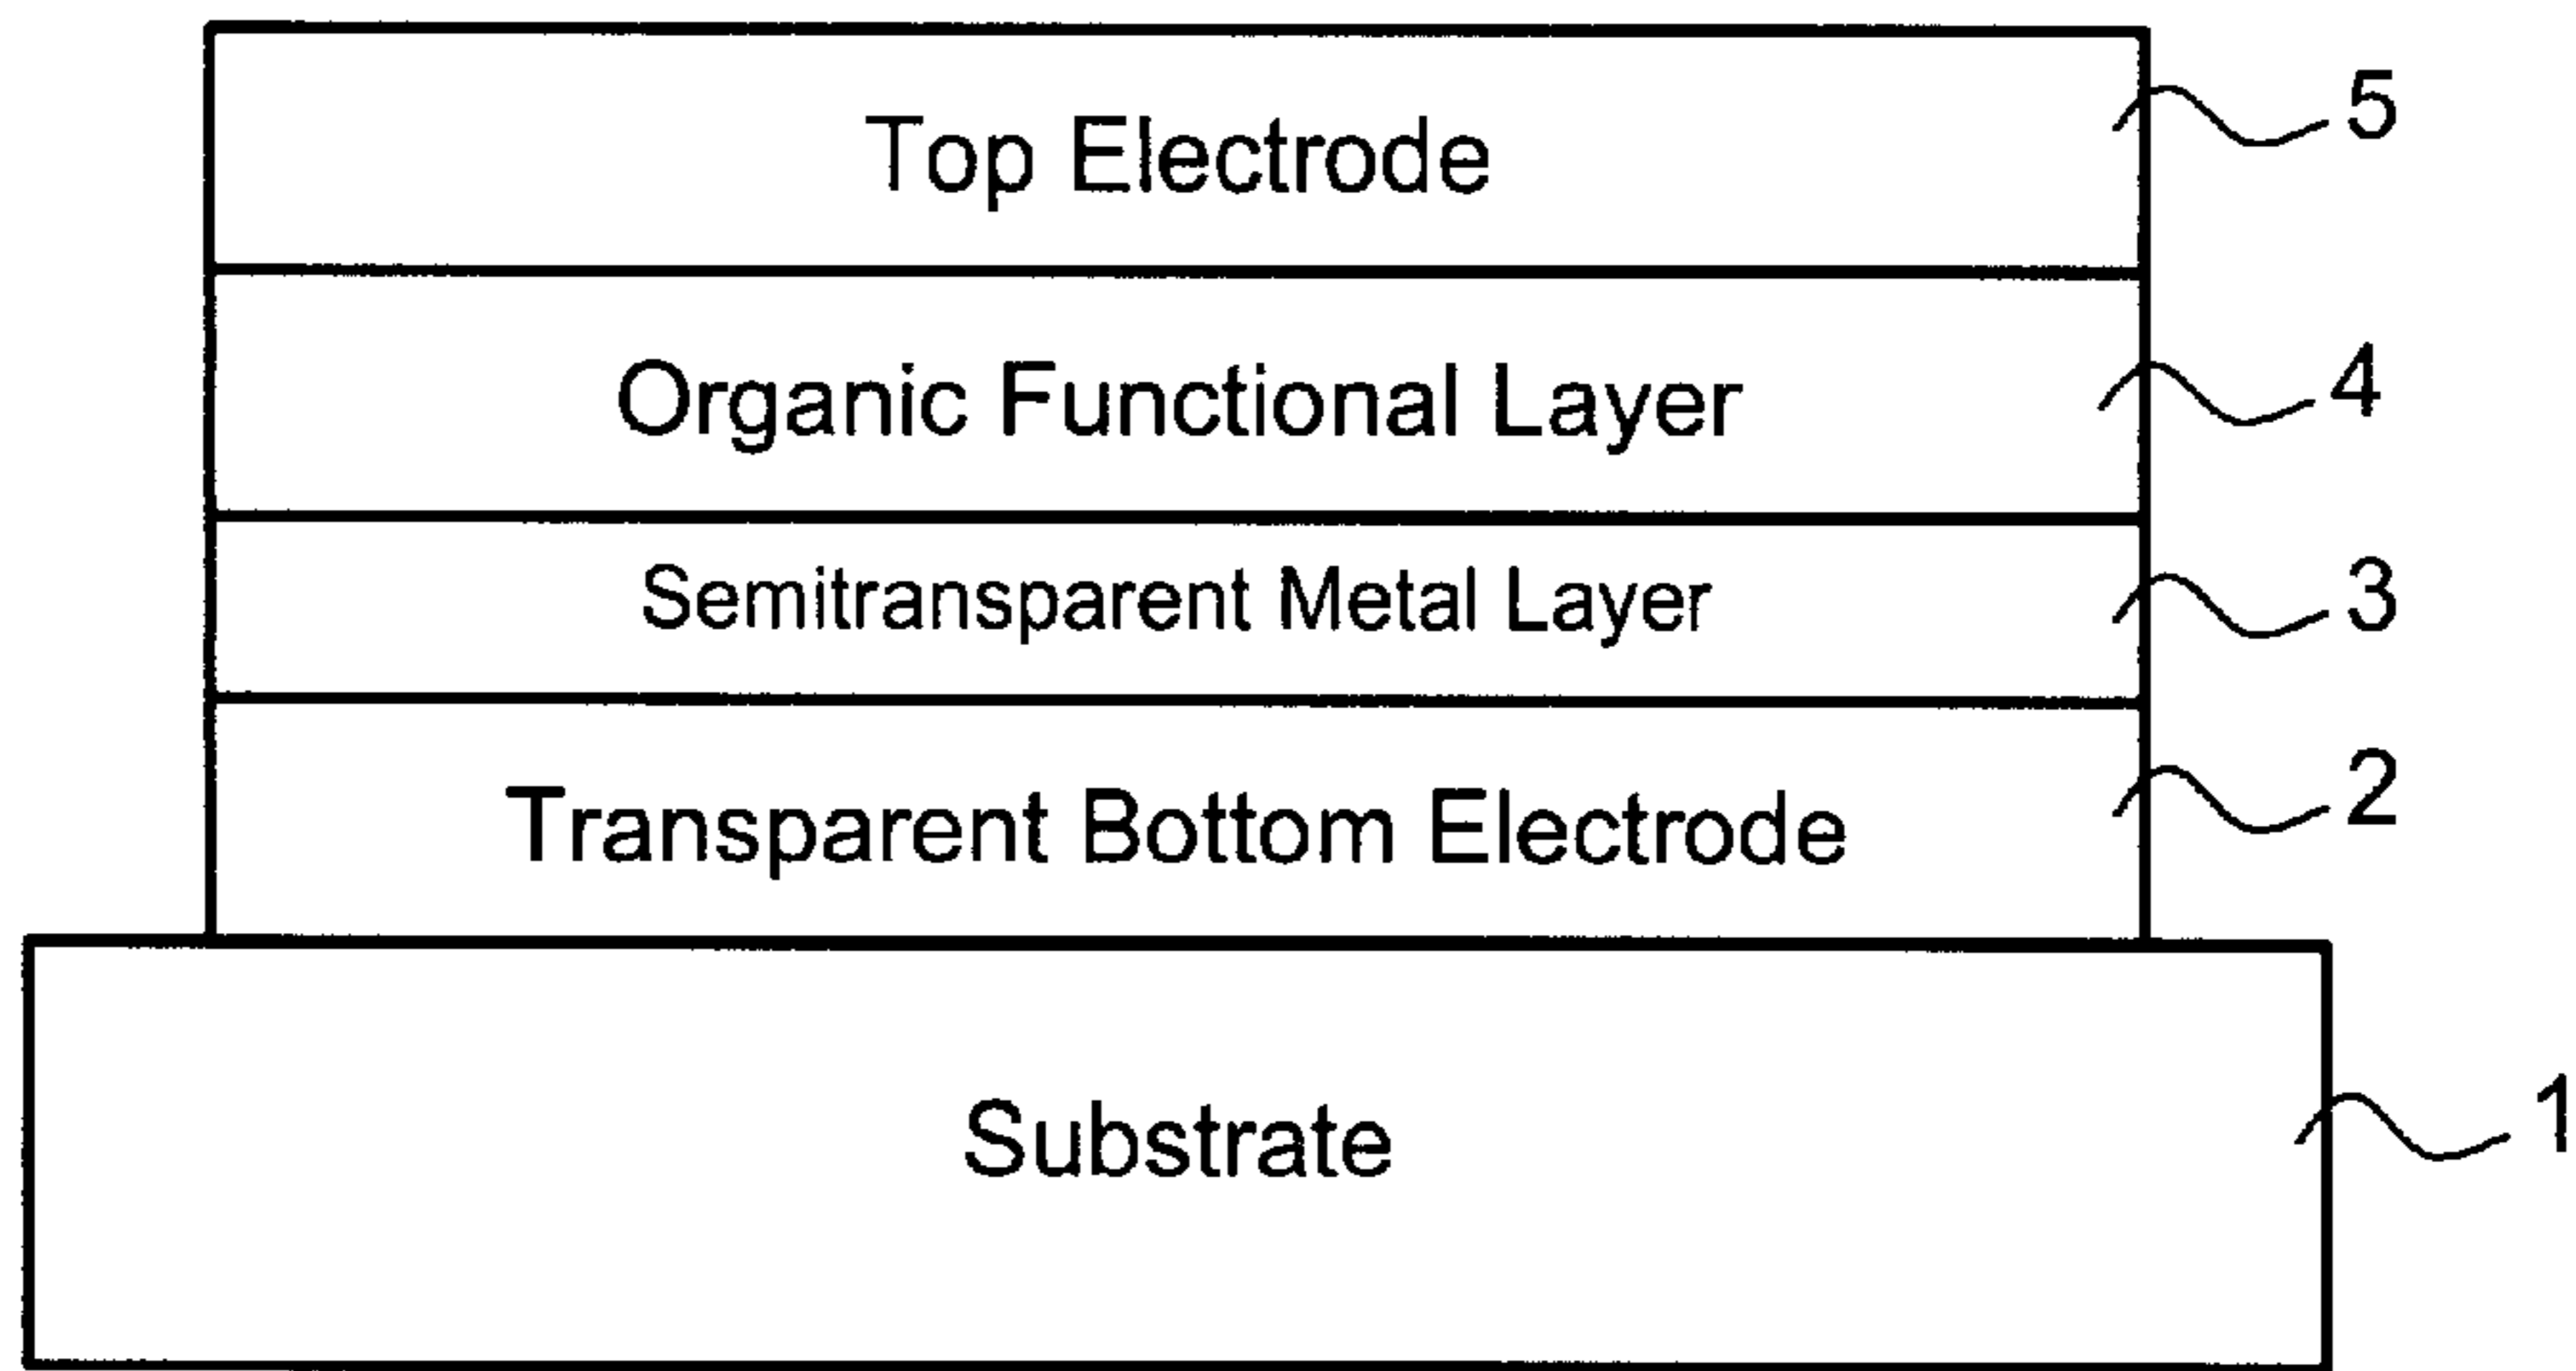 Top Electrode 5
Organic Functional Layer 4
Semitransparent Metal Layer 3
Transparent Bottom Electrode 2
Substrate 1